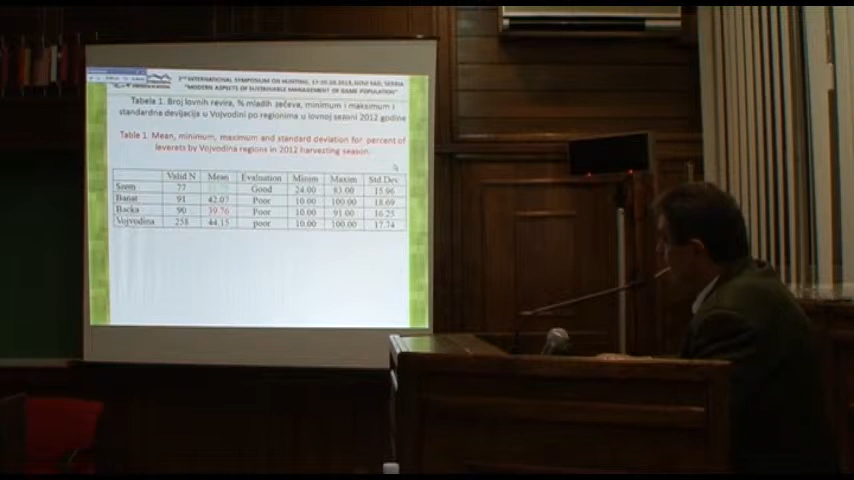 2nd INTERNATIONAL SYMPOSIUM ON HUNTING, 17-20.10.2013, NOVI SAD, SERBIA
"MODERN ASPECTS OF SUSTAINABLE MANAGEMENT OF GAME POPULATION"
Tabela 1. Broj lovnih revira, % mladih zečeva, minimum i maksimum i
standardna devijacija u Vojvodini po regionima u lovnoj sezoni 2012 godine
Table 1. Mean, minimum, maximum and standard deviation for percent of
leverets by Vojvodina regions in 2012 harvesting season.
Valid N Mean Evaluation Minim Maxim Std.Dev
Srem 77 Good 24.00 83.00 15.96
Banat 91 42.07 Poor 10.00 100.00 18.69
Backa 90 39.76 Poor 10.00 91.00 16.25
Vojvodina 258 44.15 poor 10.00 100.00 17.74